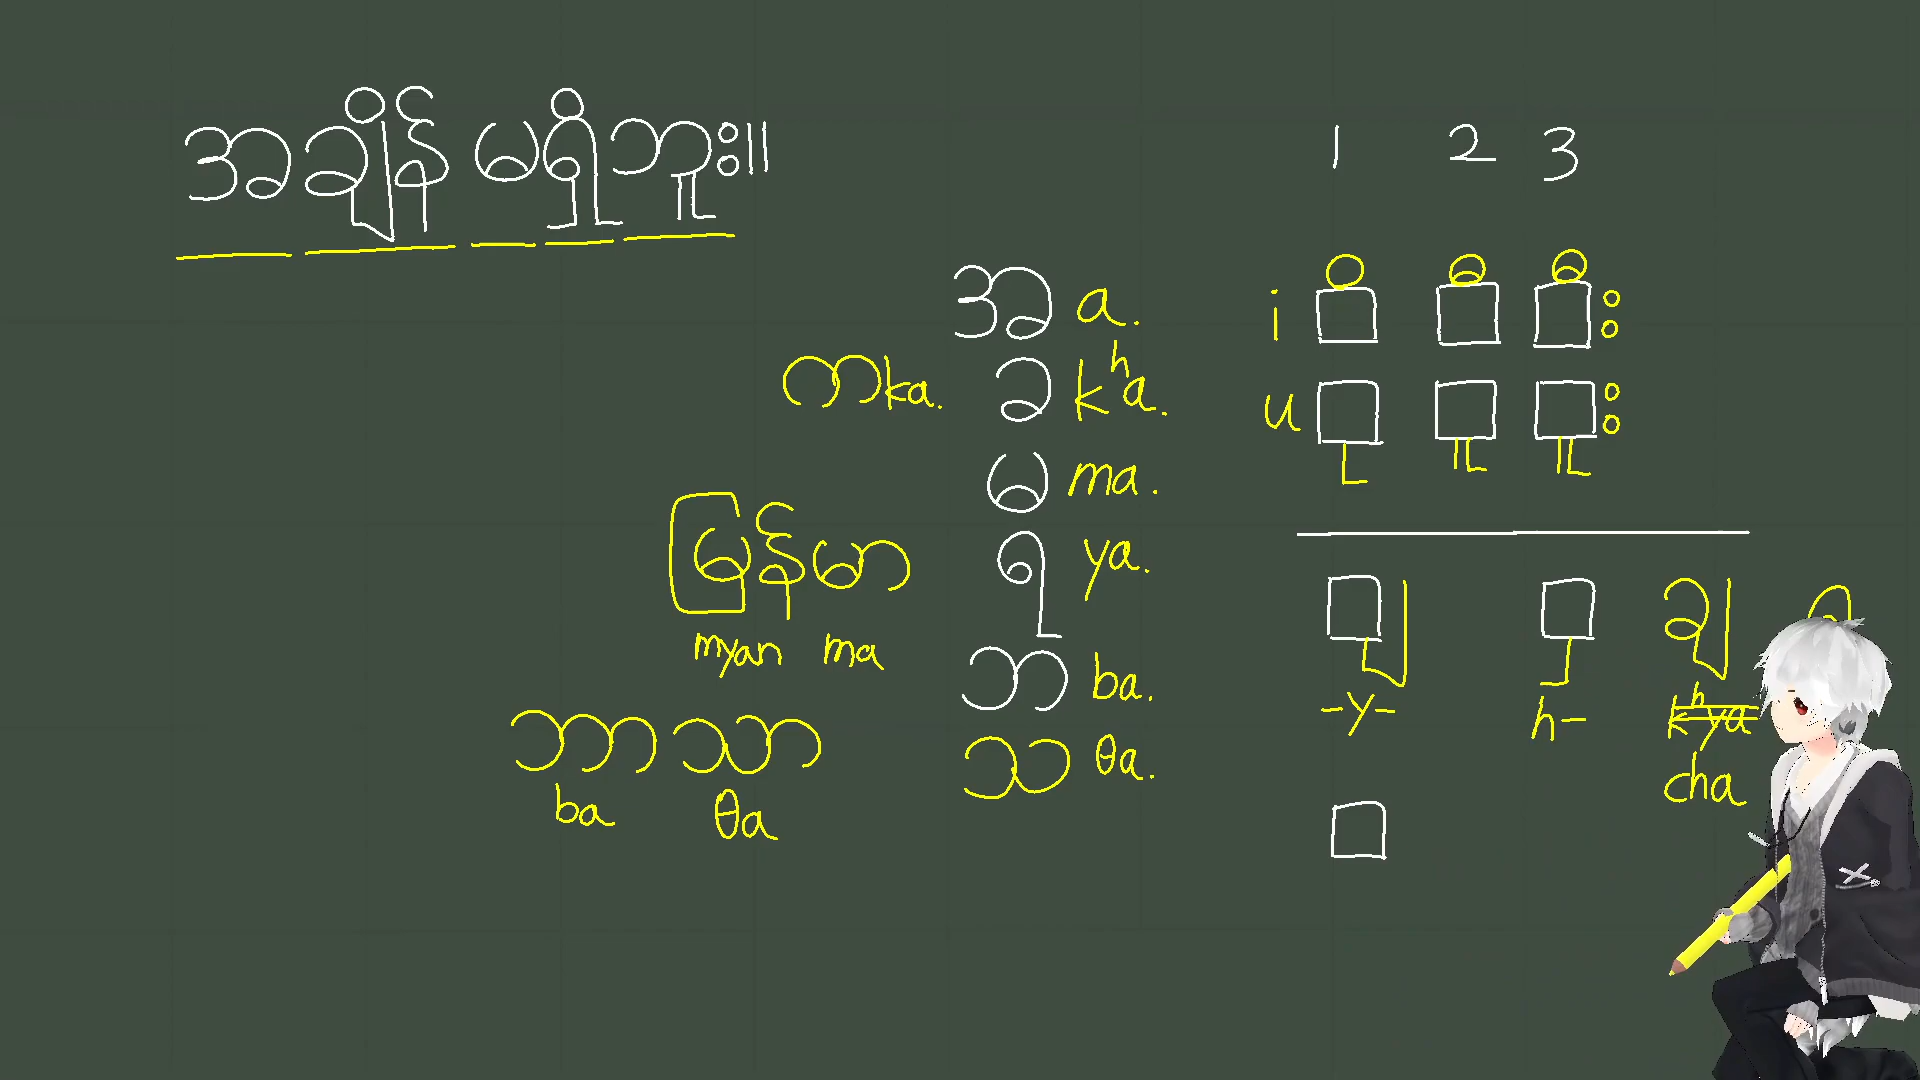 အချိန် မရှိဘူး။
1 2 3
အ a.
က ka. ခ kʰa.
မ ma.
ရ ya.
ဘ ba.
သ θa.
မြန်မာ
myan ma
ဘာသာ
ba θa
i
u
-y- h-
ချ
kʰya
cha